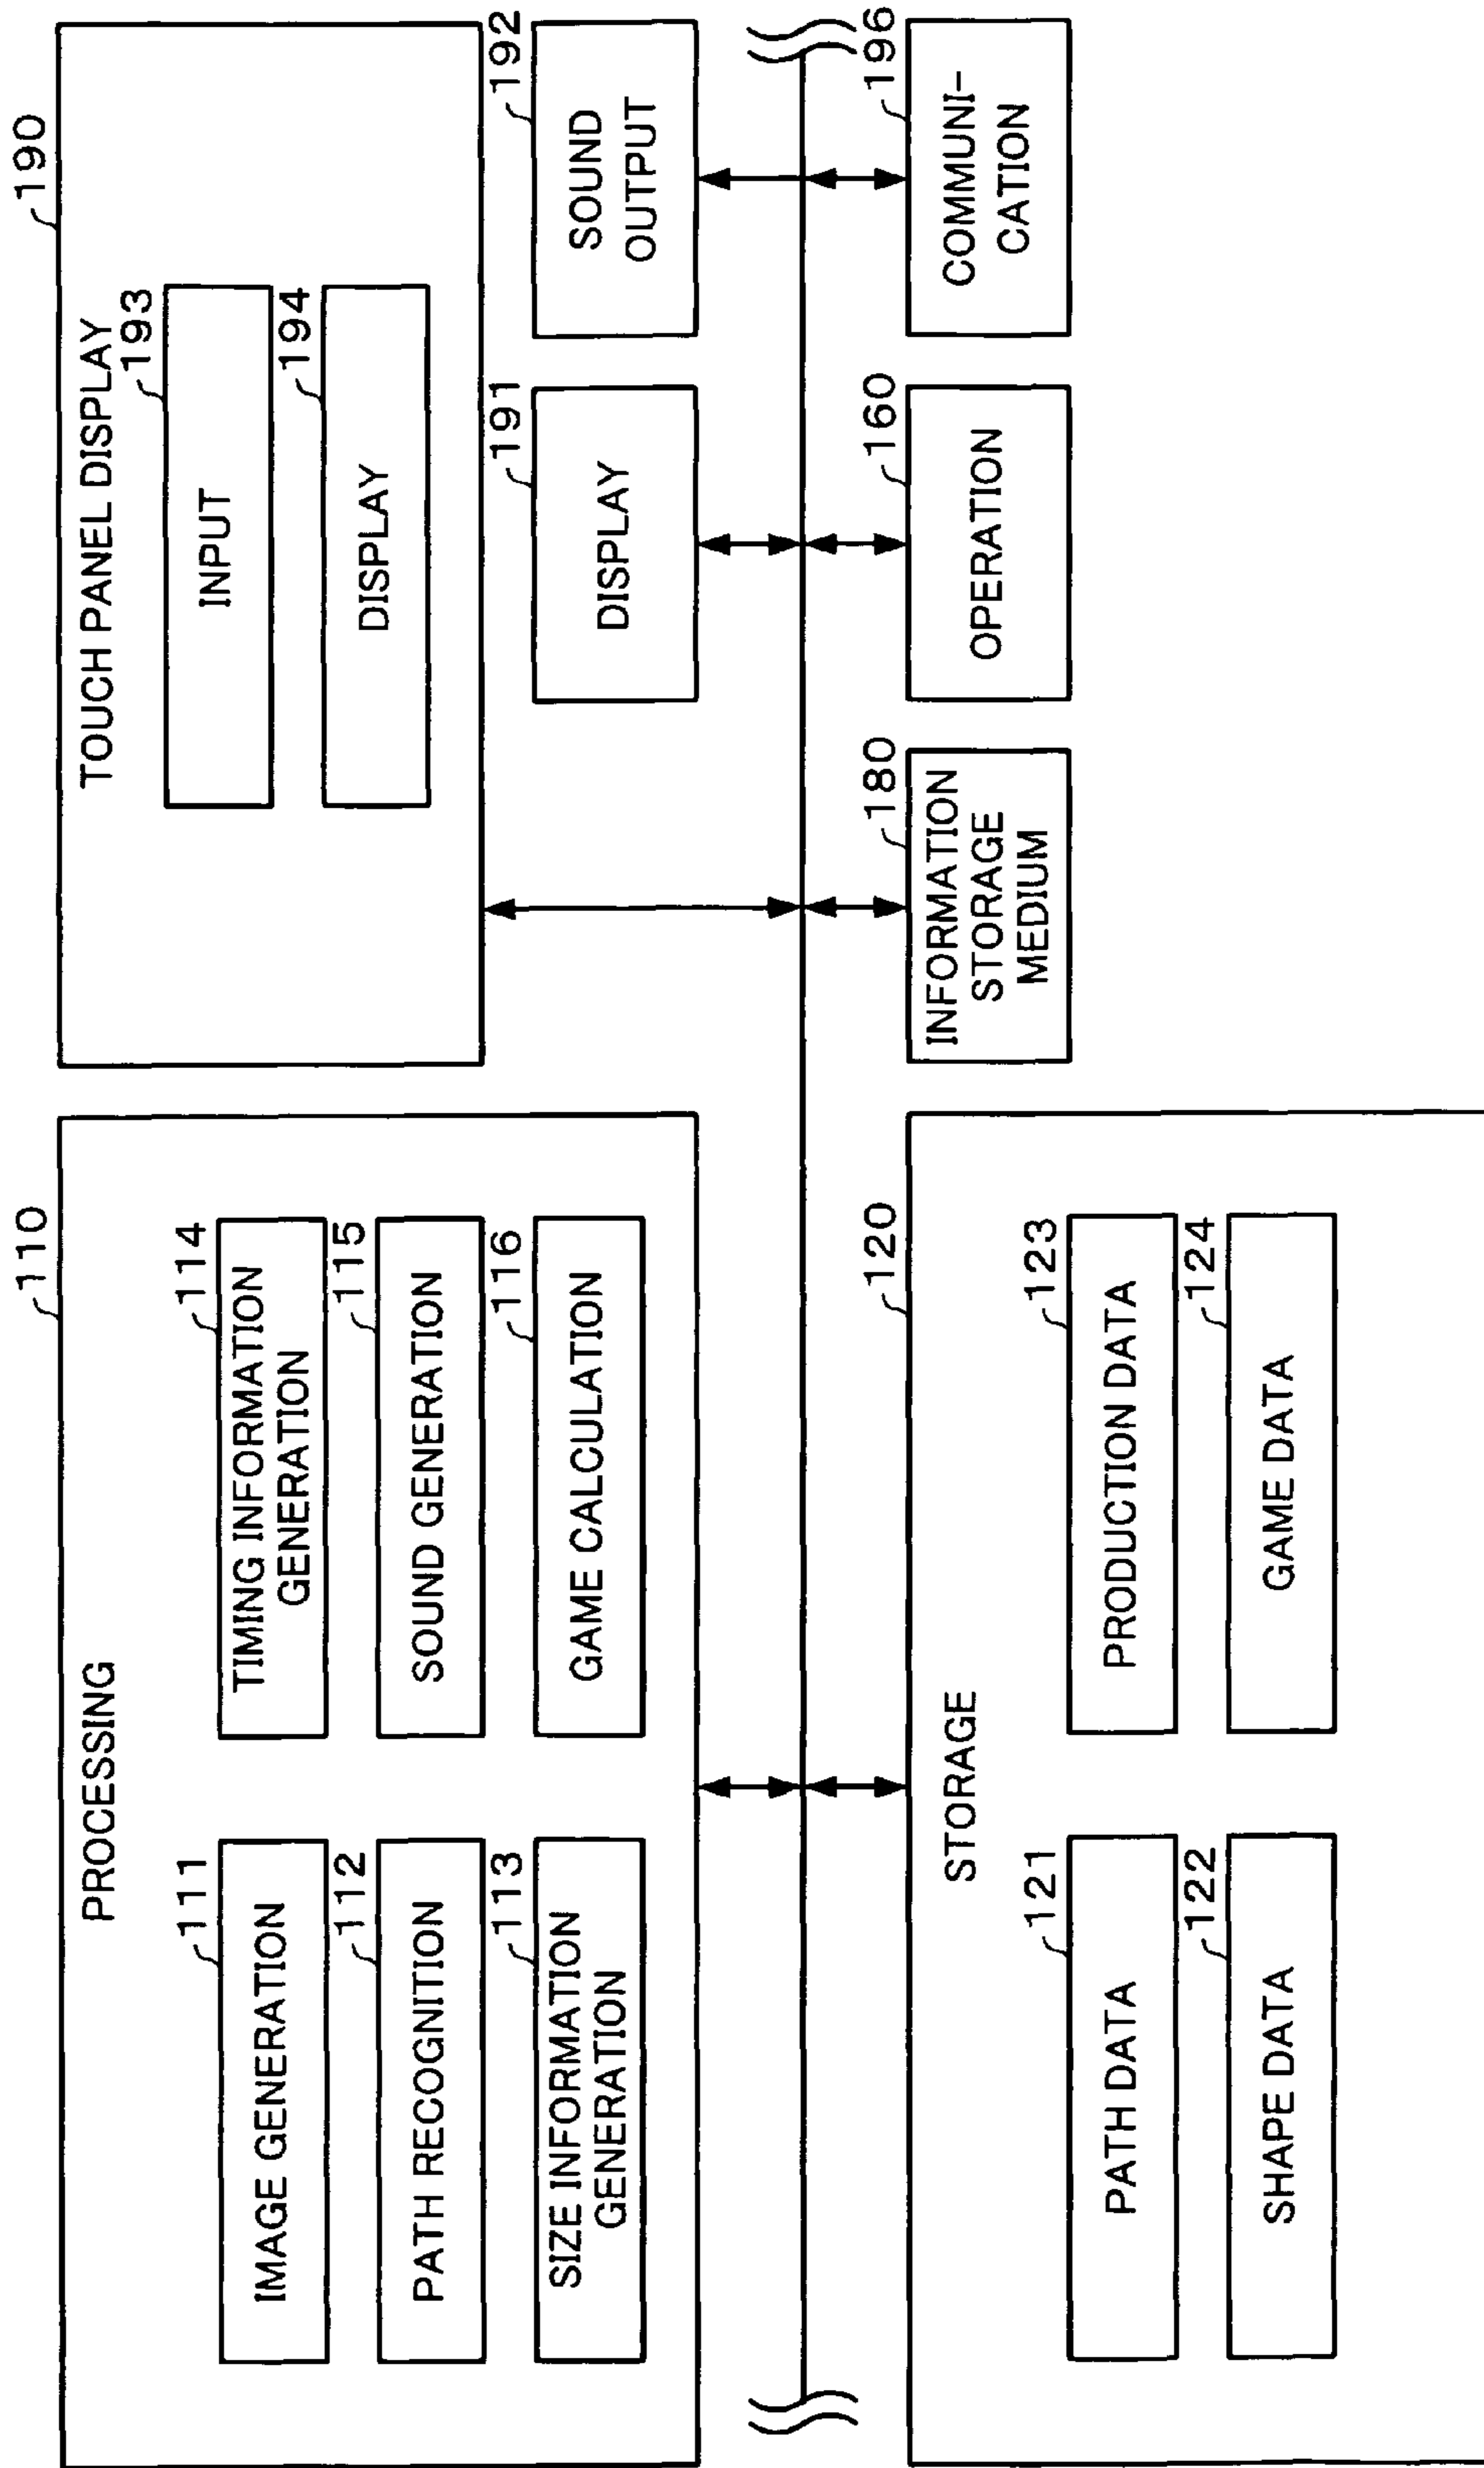 110
PROCESSING
111
IMAGE GENERATION
112
PATH RECOGNITION
113
SIZE INFORMATION
GENERATION
114
TIMING INFORMATION
GENERATION
115
SOUND GENERATION
116
GAME CALCULATION
190
TOUCH PANEL DISPLAY
193
INPUT
194
DISPLAY
191
DISPLAY
192
SOUND
OUTPUT
120
STORAGE
121
PATH DATA
122
SHAPE DATA
123
PRODUCTION DATA
124
GAME DATA
180
INFORMATION
STORAGE
MEDIUM
160
OPERATION
196
COMMUNI-
CATION